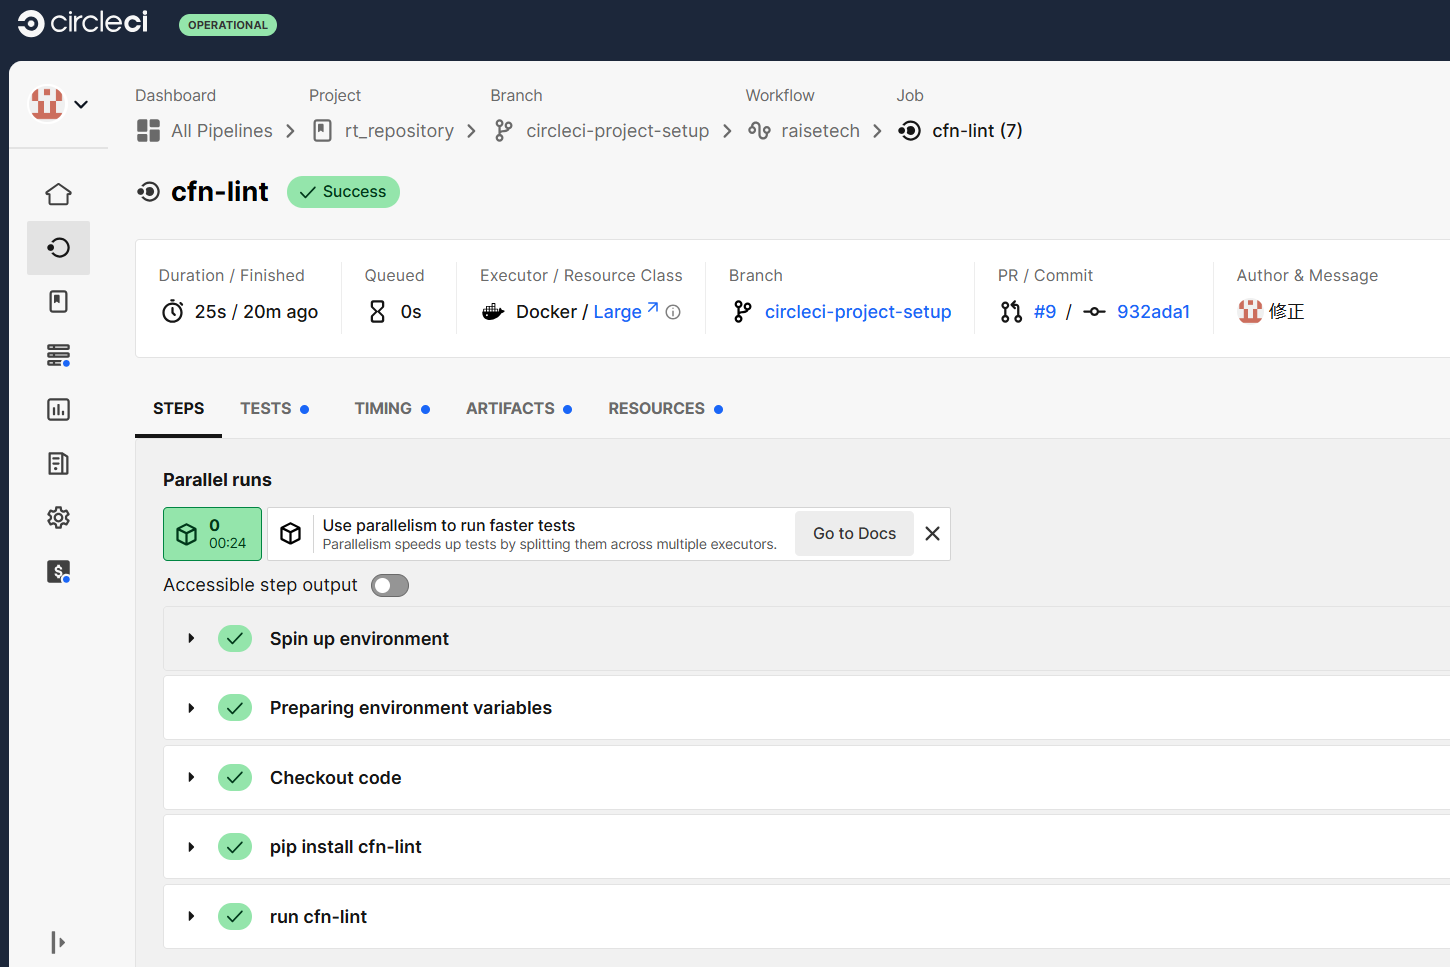 circleci OPERATIONAL
Dashboard Project Branch Workflow Job
All Pipelines rt_repository circleci-project-setup raisetech cfn-lint (7)
cfn-lint Success
Duration / Finished Queued Executor / Resource Class Branch PR / Commit Author & Message
25s / 20m ago 0s Docker / Large circleci-project-setup #9 / 932ada1 修正
STEPS TESTS TIMING ARTIFACTS RESOURCES
Parallel runs
0
00:24
Use parallelism to run faster tests
Parallelism speeds up tests by splitting them across multiple executors.
Go to Docs
Accessible step output
Spin up environment
Preparing environment variables
Checkout code
pip install cfn-lint
run cfn-lint